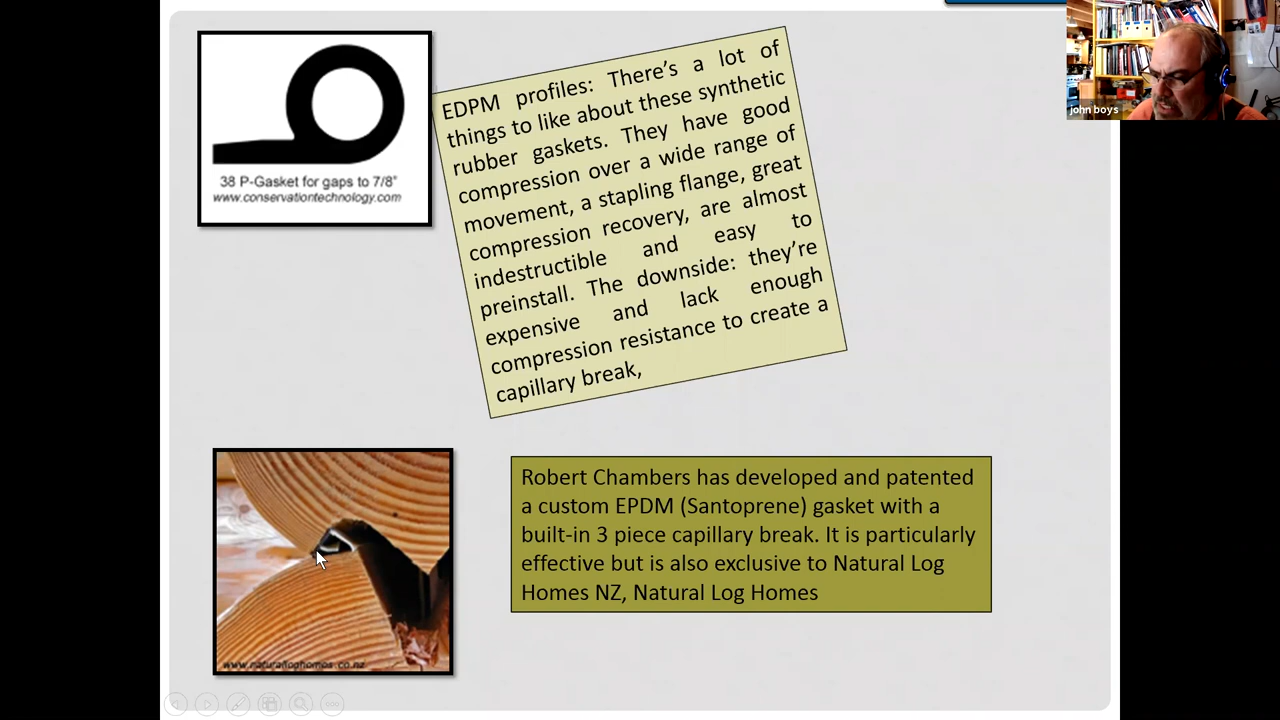 38 P-Gasket for gaps to 7/8"
www.conservationtechnology.com
EDPM profiles: There's a lot of
things to like about these synthetic
rubber gaskets. They have good
compression over a wide range of
movement, a stapling flange, great
compression recovery, are almost
indestructible and easy to
preinstall. The downside: they're
expensive and lack enough
compression resistance to create a
capillary break,
john boys
Robert Chambers has developed and patented
a custom EPDM (Santoprene) gasket with a
built-in 3 piece capillary break. It is particularly
effective but is also exclusive to Natural Log
Homes NZ, Natural Log Homes
www.naturalloghomes.co.nz